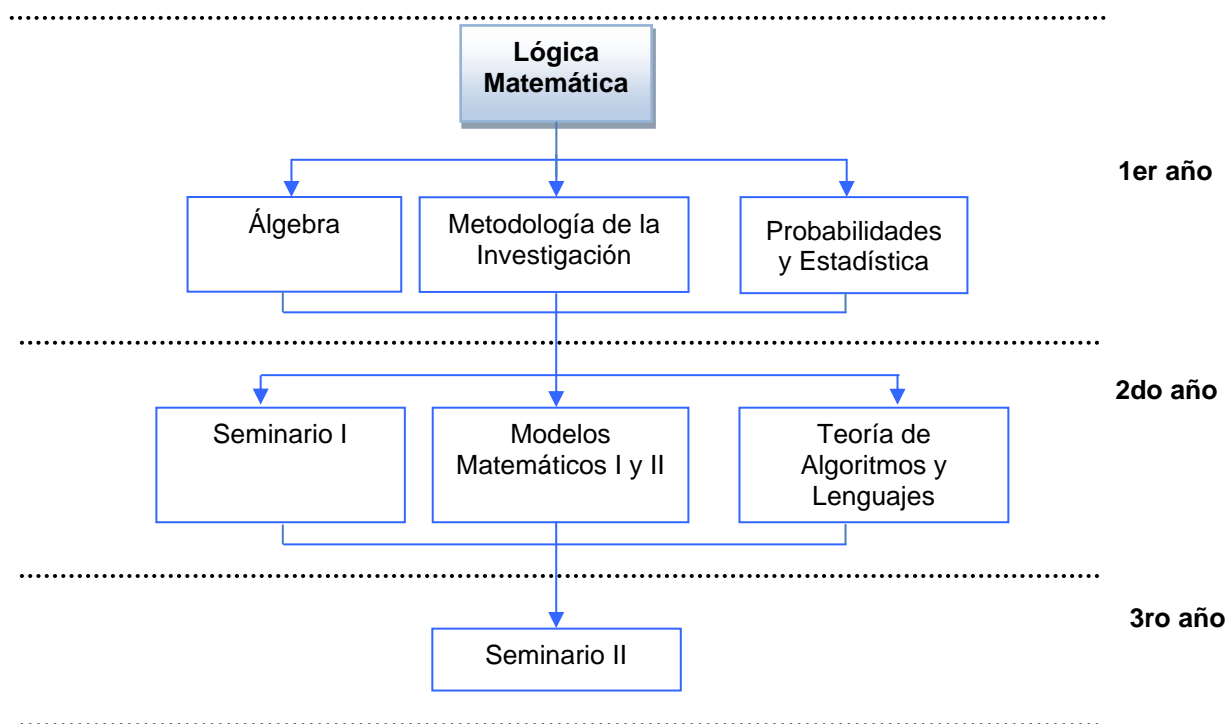 Lógica
Matemática
1er año
Álgebra
Metodología de la
Investigación
Probabilidades
y Estadística
2do año
Seminario I
Modelos
Matemáticos I y II
Teoría de
Algoritmos y
Lenguajes
3ro año
Seminario II